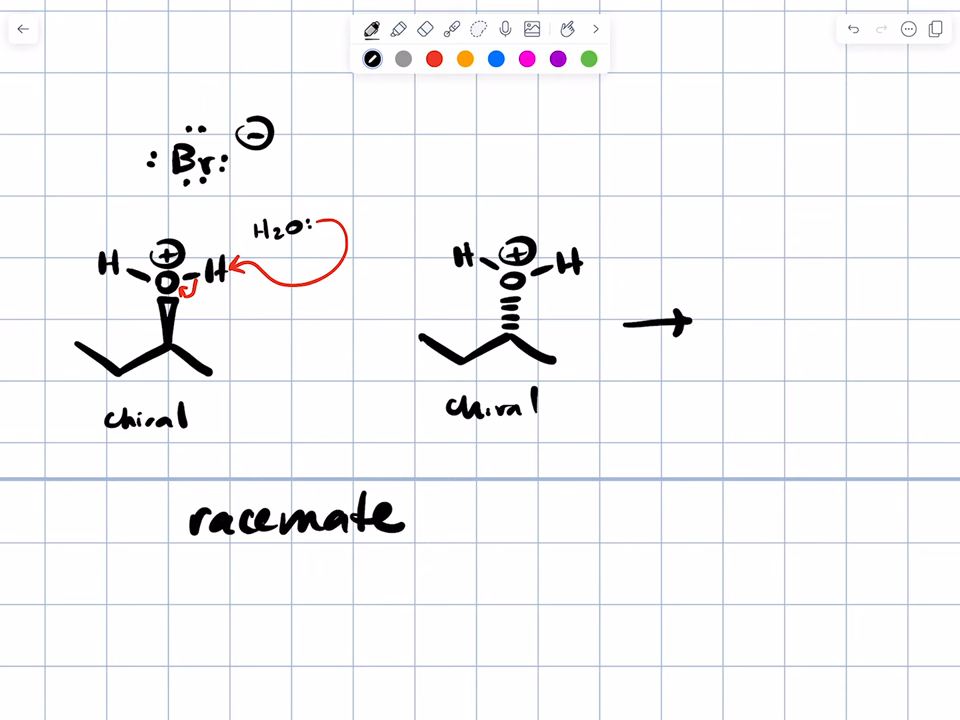 :Br: ⊖
H ⊕ H H₂O:
O
H ⊕ H
O
chiral chiral
racemate